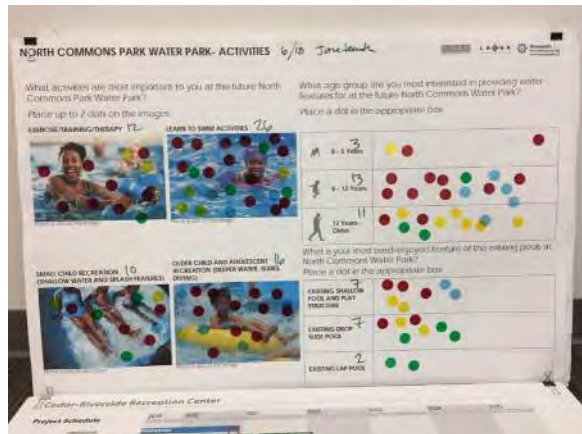 NORTH COMMONS PARK WATER PARK- ACTIVITIES 6/18 Juneteenth
What activities are most important to you at the future North
Commons Park Water Park?
Place up to 2 dots on the images.
EXERCISE/TRAINING/THERAPY 12
LEARN TO SWIM ACTIVITIES 26
SMALL CHILD RECREATION 10
(SHALLOW WATER AND SPLASH FEATURES)
OLDER CHILD AND ADOLESCENT 16
RECREATION (DEEPER WATER, SLIDES,
DIVING)
What age group are you most interested in providing water
features for at the future North Commons Park Water Park?
Place a dot in the appropriate box
3
0 - 5 Years
13
6 - 12 Years
11
13 Years -
Older
What is your most used/enjoyed feature of the existing pools at
North Commons Park Water Park?
Place a dot in the appropriate box
7
EXISTING SHALLOW
POOL AND PLAY
STRUCTURE
7
EXISTING DROP
SLIDE POOL
2
EXISTING LAP POOL
Cedar-Riverside Recreation Center
Project Schedule